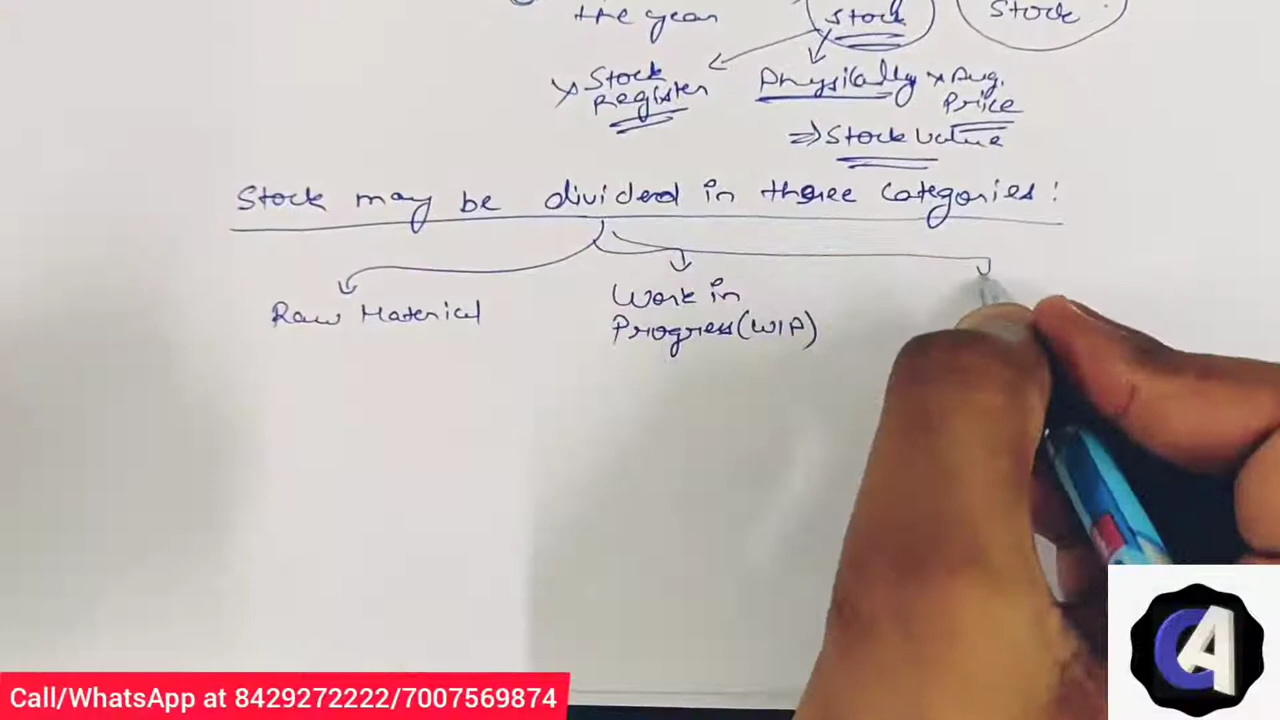 the year
Stock
Stock
Stock
Register
Physically × Avg.
Price
⇒ Stock value
Stock may be divided in three categories:
Raw Material
Work in
Progress (WIP)
Call/WhatsApp at 8429272222/7007569874
CA